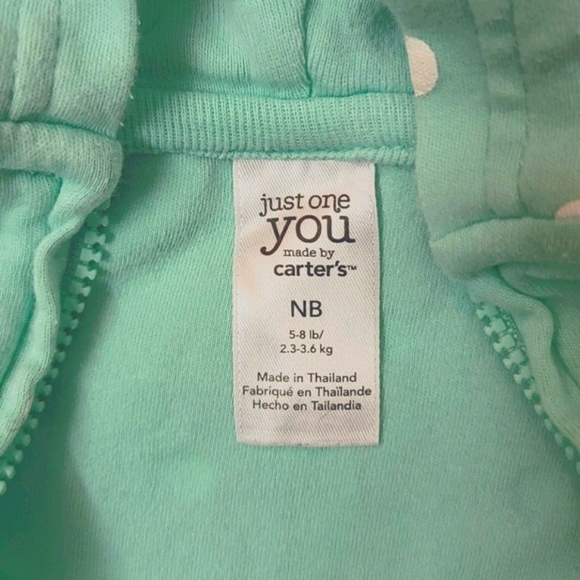 just one
you
made by
carter's™
NB
5-8 lb/
2.3-3.6 kg
Made in Thailand
Fabriqué en Thaïlande
Hecho en Tailandia